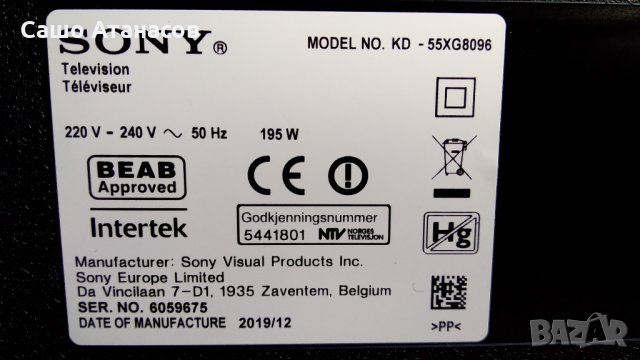 Сашо Атанасов
SONY®
MODEL NO. KD - 55XG8096
Television
Téléviseur
220 V - 240 V ~ 50 Hz 195 W
BEAB
Approved
CE
Intertek
Godkjenningsnummer
5441801 NTV NORGES
TELEVISJON
Hg
Manufacturer: Sony Visual Products Inc.
Sony Europe Limited
Da Vincilaan 7-D1, 1935 Zaventem, Belgium
SER. NO. 6059675
DATE OF MANUFACTURE 2019/12
>PP<
BAZAR